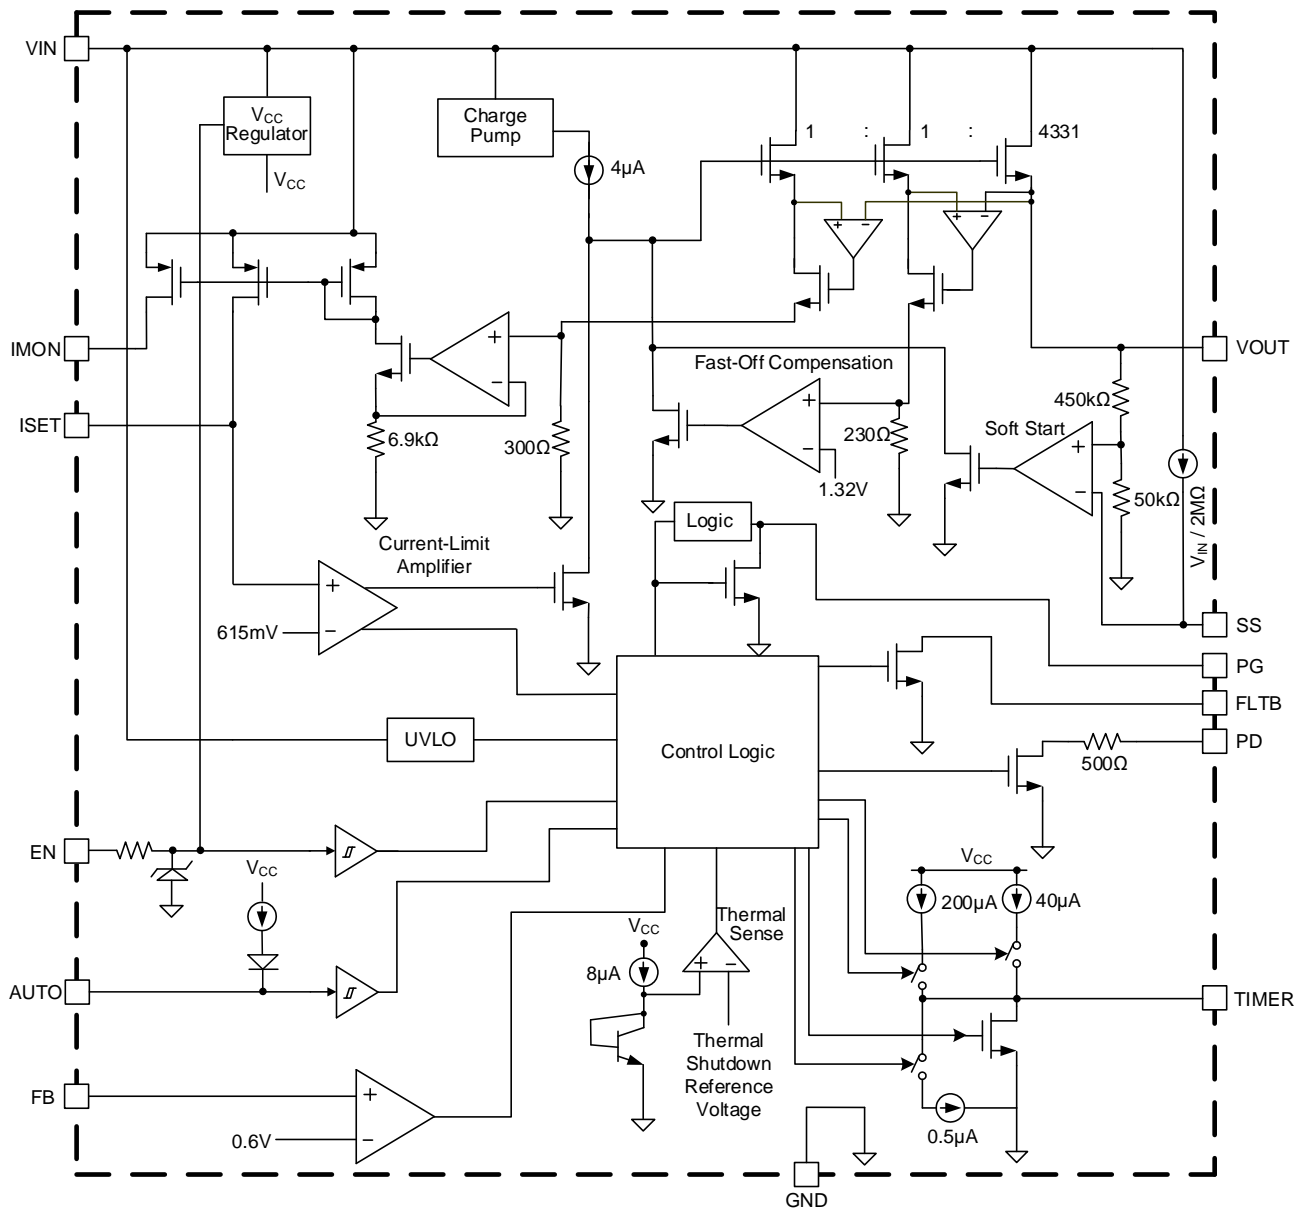 VIN
VCC
Regulator
VCC
Charge
Pump
4µA
1 : 1 : 4331
+ −
+ −
IMON
ISET
+
−
6.9kΩ
300Ω
Fast-Off Compensation
+
−
1.32V
230Ω
VOUT
450kΩ
Soft Start
+
−
50kΩ
VIN / 2MΩ
Current-Limit
Amplifier
+
615mV
−
Logic
SS
PG
FLTB
PD
500Ω
UVLO
Control Logic
EN
VCC
AUTO
VCC
8µA
Thermal
Sense
+ −
Thermal
Shutdown
Reference
Voltage
VCC
200µA
40µA
TIMER
0.5µA
FB
+
0.6V
−
GND